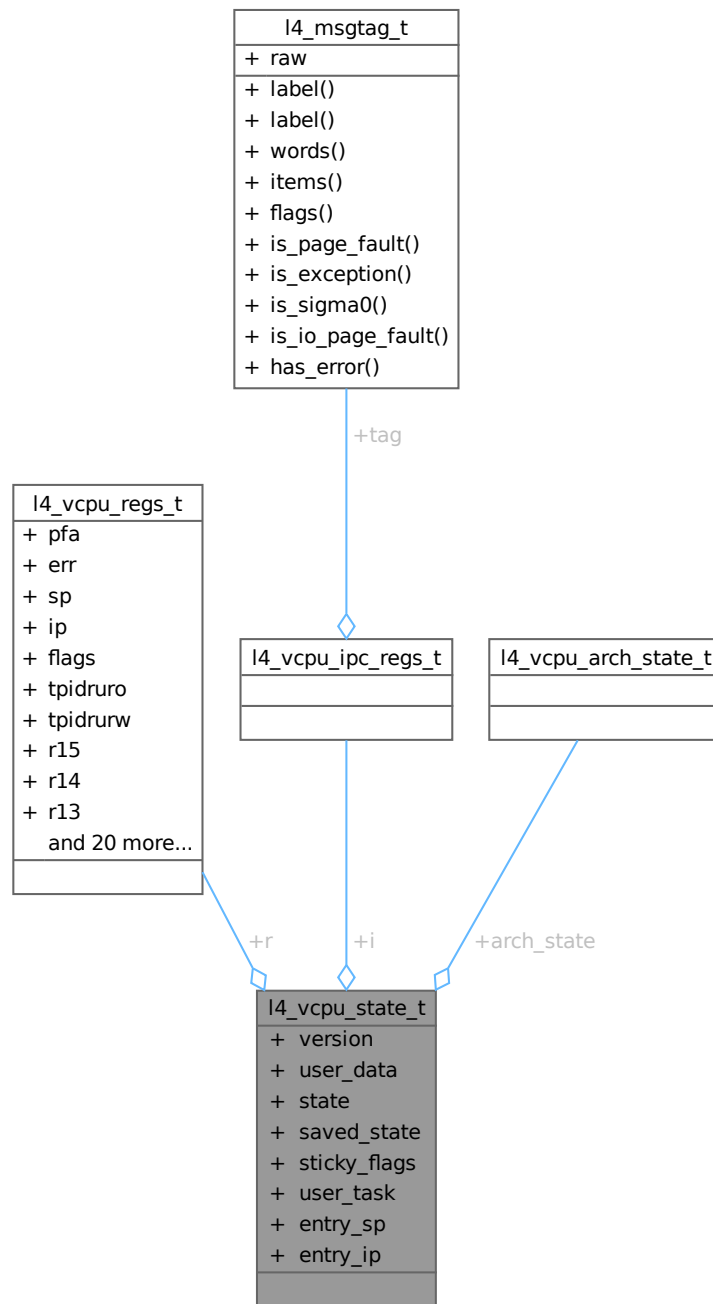 l4_msgtag_t
+ raw
+ label()
+ label()
+ words()
+ items()
+ flags()
+ is_page_fault()
+ is_exception()
+ is_sigma0()
+ is_io_page_fault()
+ has_error()
+tag
l4_vcpu_regs_t
+ pfa
+ err
+ sp
+ ip
+ flags
+ tpidruro
+ tpidrurw
+ r15
+ r14
+ r13
and 20 more...
l4_vcpu_ipc_regs_t
l4_vcpu_arch_state_t
+r
+i
+arch_state
l4_vcpu_state_t
+ version
+ user_data
+ state
+ saved_state
+ sticky_flags
+ user_task
+ entry_sp
+ entry_ip